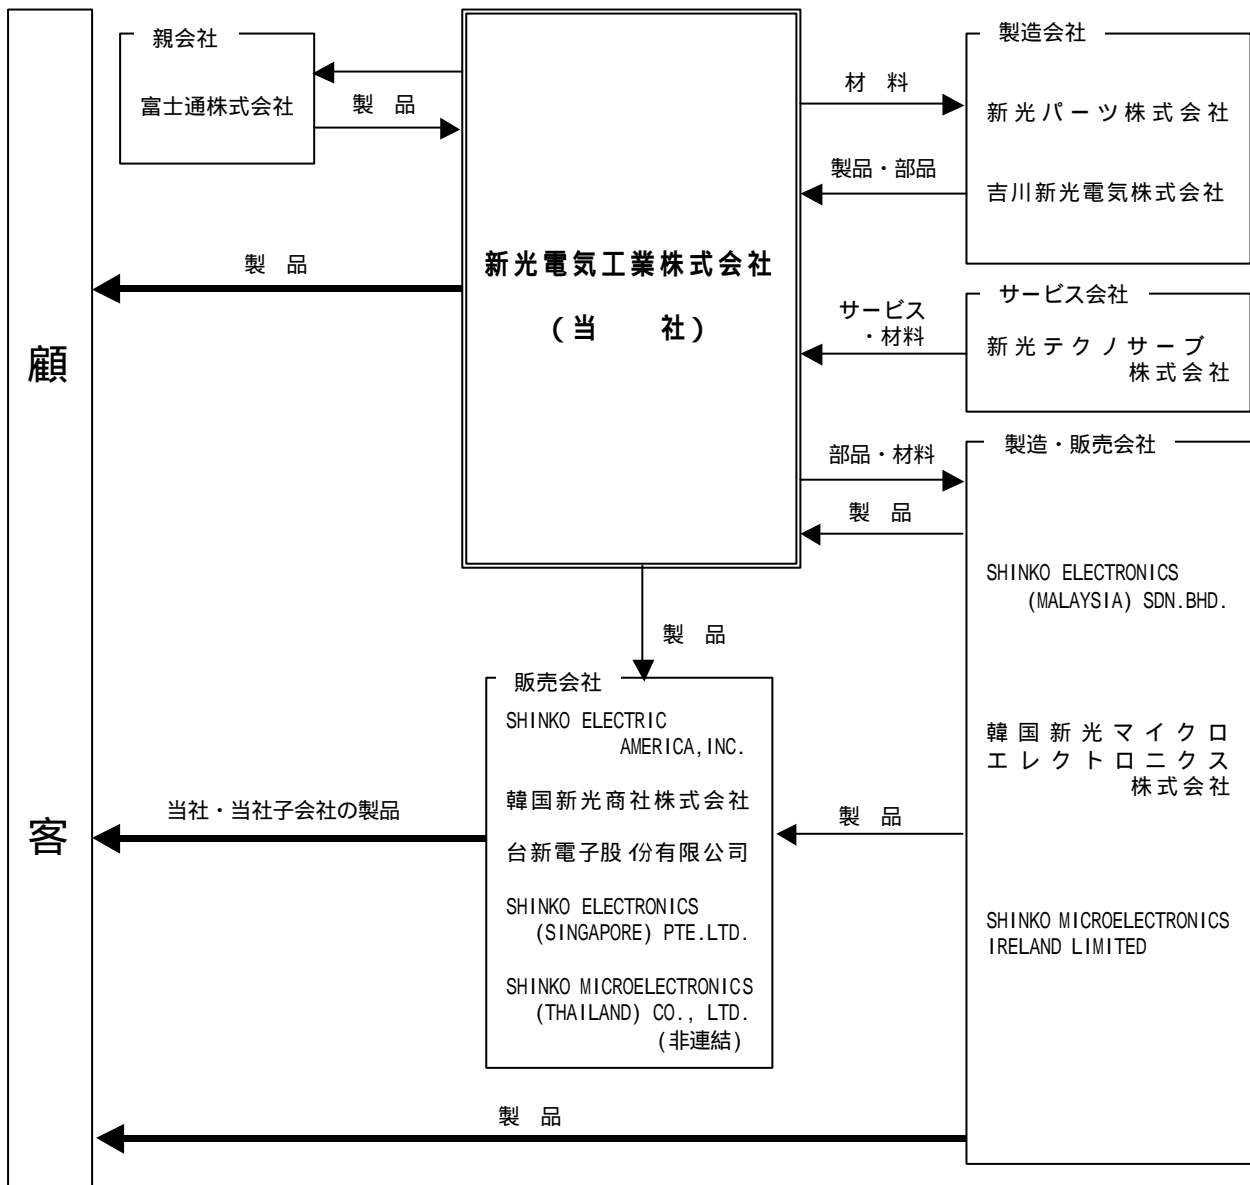 親会社
富士通株式会社
製 品
製 品
新光電気工業株式会社
(当 社)
材 料
製品・部品
サービス
・材料
部品・材料
製 品
製造会社
新光パーツ株式会社
吉川新光電気株式会社
サービス会社
新光テクノサーブ
株式会社
製造・販売会社
SHINKO ELECTRONICS
(MALAYSIA) SDN.BHD.
韓国新光マイクロ
エレクトロニクス
株式会社
SHINKO MICROELECTRONICS
IRELAND LIMITED
製 品
販売会社
SHINKO ELECTRIC
AMERICA,INC.
韓国新光商社株式会社
台新電子股份有限公司
SHINKO ELECTRONICS
(SINGAPORE) PTE.LTD.
SHINKO MICROELECTRONICS
(THAILAND) CO., LTD.
(非連結)
製 品
当社・当社子会社の製品
製 品
顧
客